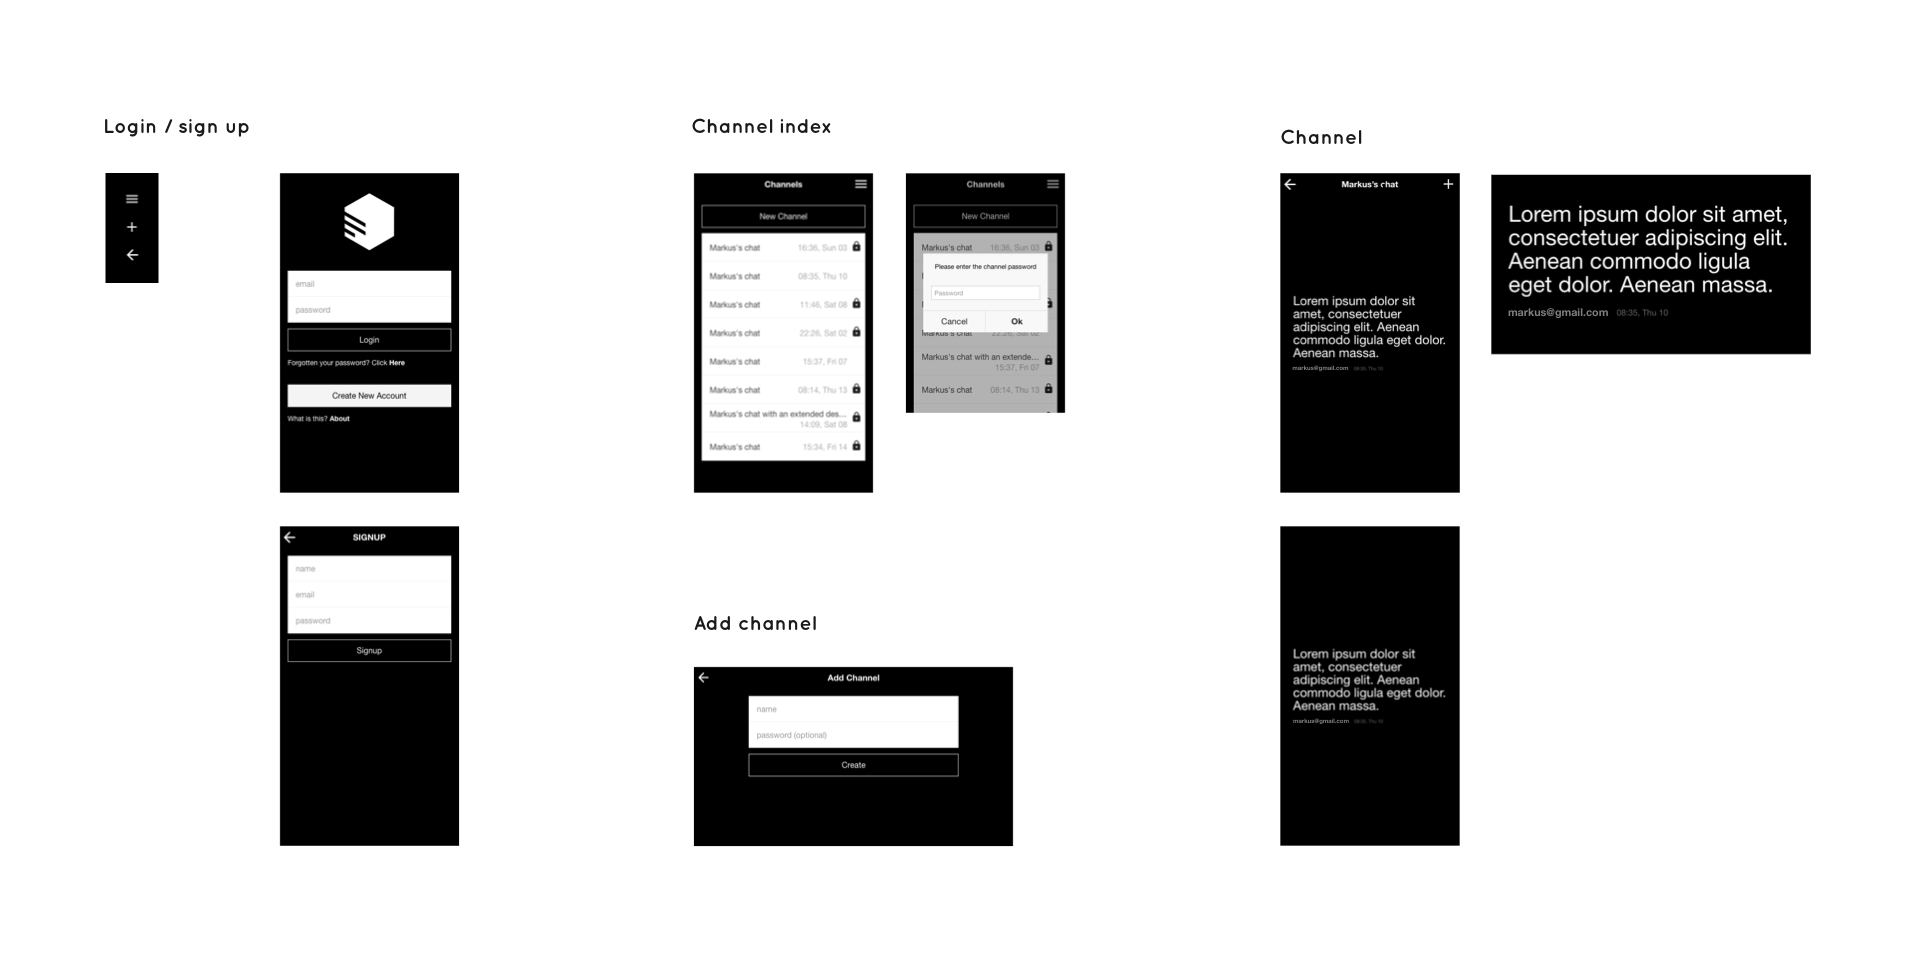 Login / sign up
email
password
Login
Forgotten your password? Click Here
Create New Account
What is this? About
SIGNUP
name
email
password
Signup
Channel index
Channels
New Channel
Markus's chat 16:36, Sun 03
Markus's chat 08:35, Thu 10
Markus's chat 11:46, Sat 08
Markus's chat 22:26, Sat 02
Markus's chat 15:37, Fri 07
Markus's chat 08:14, Thu 13
Markus's chat with an extended des...
14:09, Sat 08
Markus's chat 15:34, Fri 14
Channels
New Channel
Markus's chat 16:36, Sun 03
Please enter the channel password
Password
Cancel Ok
Markus's chat 22:26, Sat 02
Markus's chat with an extende...
15:37, Fri 07
Markus's chat 08:14, Thu 13
Add channel
Add Channel
name
password (optional)
Create
Channel
Markus's chat
Lorem ipsum dolor sit
amet, consectetuer
adipiscing elit. Aenean
commodo ligula eget dolor.
Aenean massa.
markus@gmail.com 08:35, Thu 10
Lorem ipsum dolor sit amet,
consectetuer adipiscing elit.
Aenean commodo ligula
eget dolor. Aenean massa.
markus@gmail.com 08:35, Thu 10
Lorem ipsum dolor sit
amet, consectetuer
adipiscing elit. Aenean
commodo ligula eget dolor.
Aenean massa.
markus@gmail.com 08:35, Thu 10